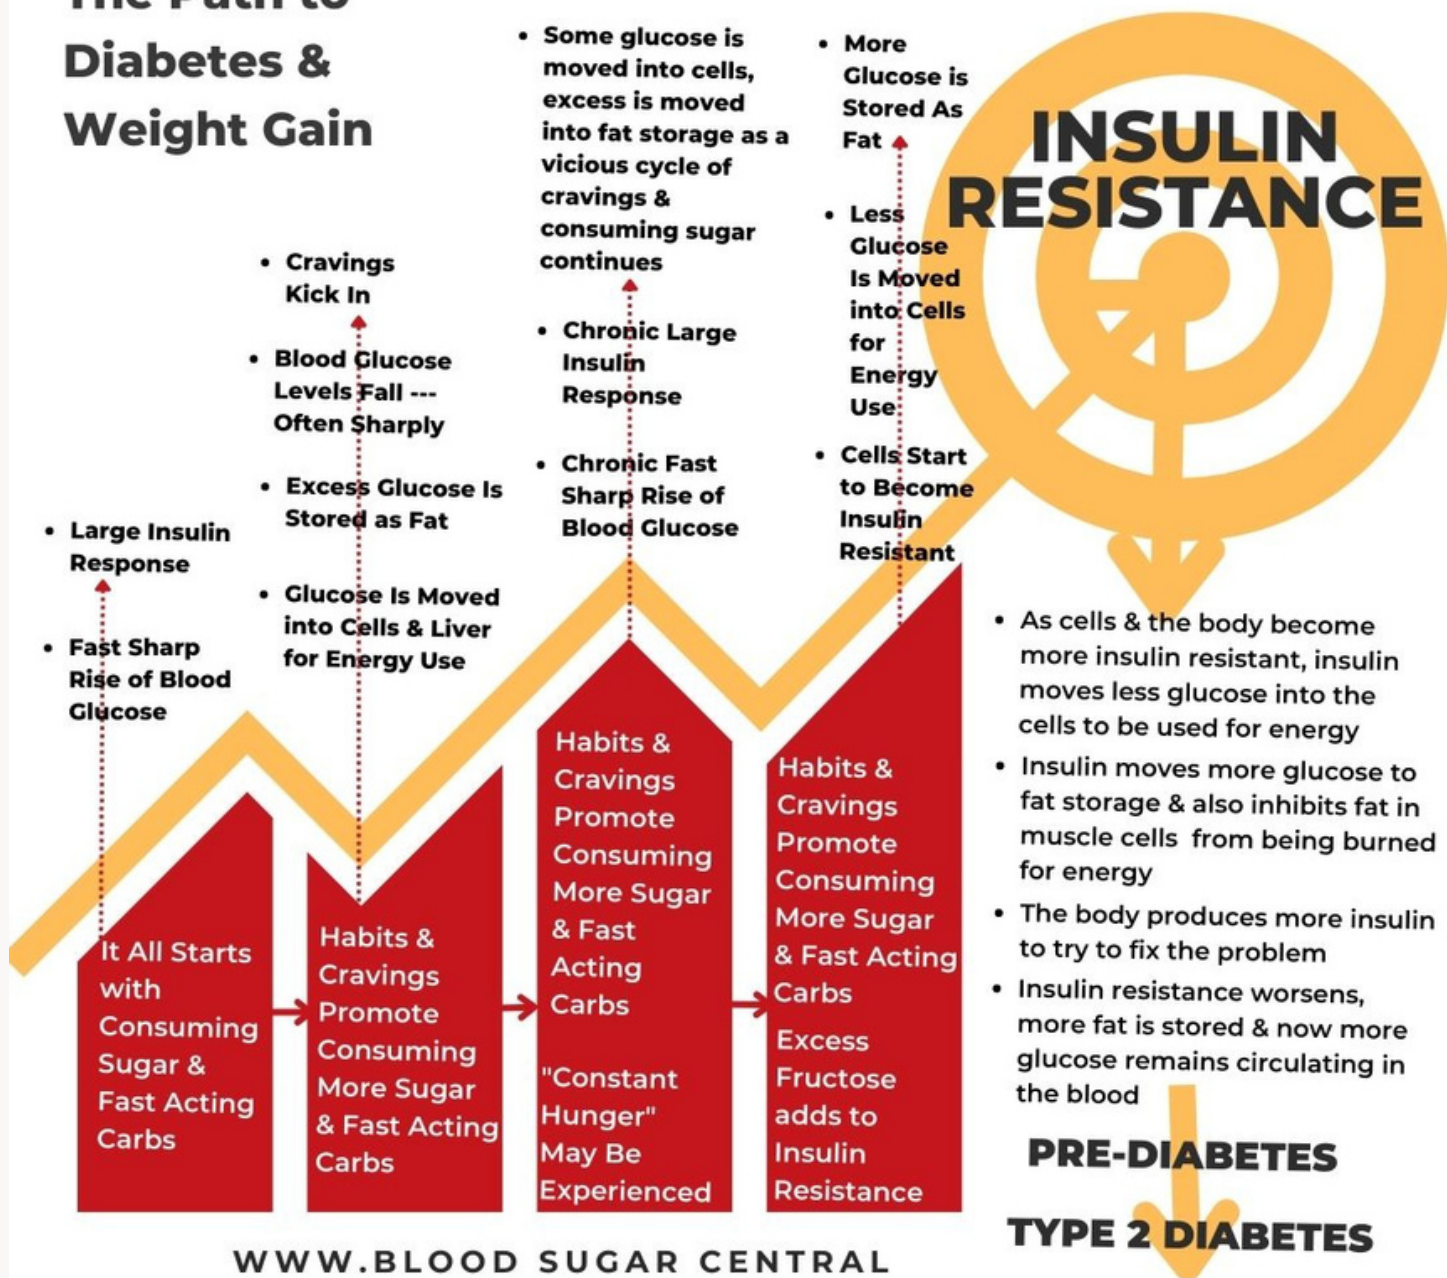 The Path to
Diabetes &
Weight Gain
• Large Insulin
Response
• Fast Sharp
Rise of Blood
Glucose
• Cravings
Kick In
• Blood Glucose
Levels Fall ---
Often Sharply
• Excess Glucose Is
Stored as Fat
• Glucose Is Moved
into Cells & Liver
for Energy Use
• Some glucose is
moved into cells,
excess is moved
into fat storage as a
vicious cycle of
cravings &
consuming sugar
continues
• Chronic Large
Insulin
Response
• Chronic Fast
Sharp Rise of
Blood Glucose
• More
Glucose is
Stored As
Fat
• Less
Glucose
Is Moved
into Cells
for
Energy
Use
• Cells Start
to Become
Insulin
Resistant
INSULIN
RESISTANCE
It All Starts
with
Consuming
Sugar &
Fast Acting
Carbs
Habits &
Cravings
Promote
Consuming
More Sugar
& Fast Acting
Carbs
Habits &
Cravings
Promote
Consuming
More Sugar
& Fast
Acting
Carbs
"Constant
Hunger"
May Be
Experienced
Habits &
Cravings
Promote
Consuming
More Sugar
& Fast Acting
Carbs
Excess
Fructose
adds to
Insulin
Resistance
• As cells & the body become
more insulin resistant, insulin
moves less glucose into the
cells to be used for energy
• Insulin moves more glucose to
fat storage & also inhibits fat in
muscle cells from being burned
for energy
• The body produces more insulin
to try to fix the problem
• Insulin resistance worsens,
more fat is stored & now more
glucose remains circulating in
the blood
PRE-DIABETES
TYPE 2 DIABETES
WWW.BLOOD SUGAR CENTRAL